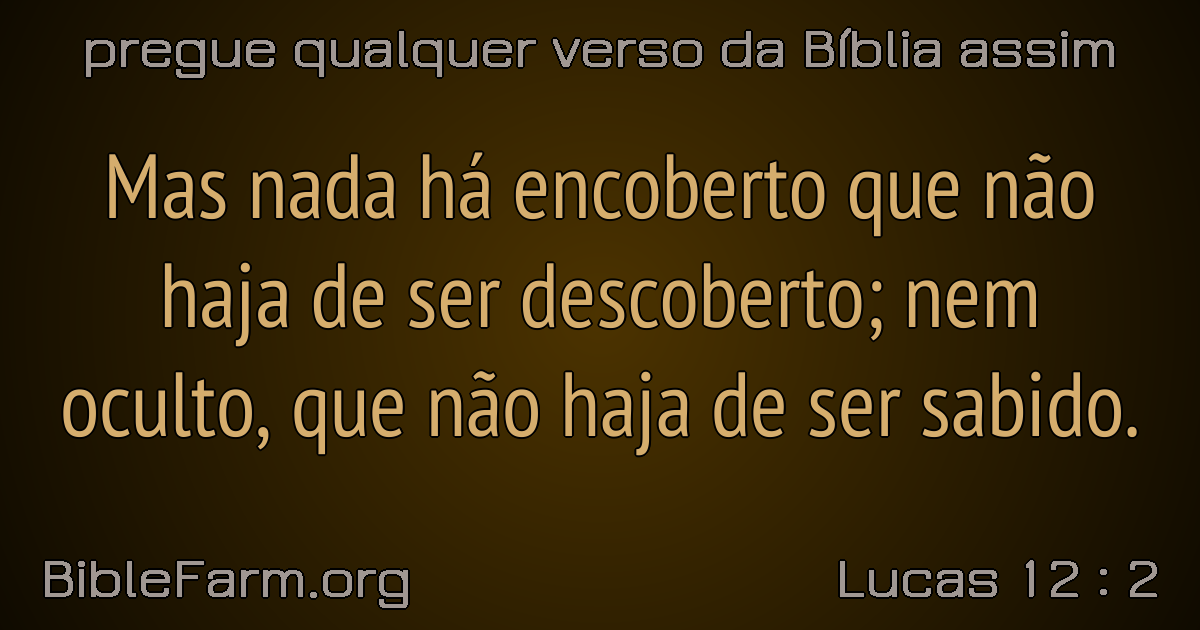 pregue qualquer verso da Bíblia assim
Mas nada há encoberto que não
haja de ser descoberto; nem
oculto, que não haja de ser sabido.
BibleFarm.org
Lucas 12 : 2